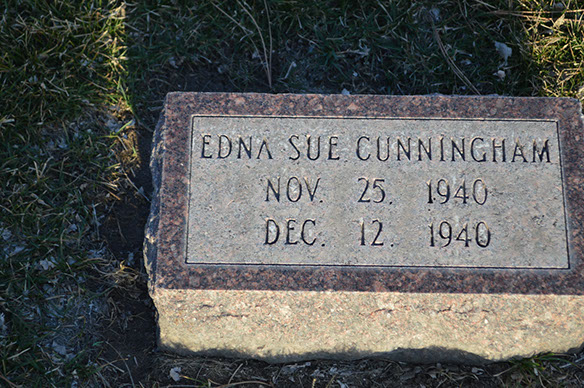 EDNA SUE CUNNINGHAM
NOV. 25. 1940
DEC. 12. 1940